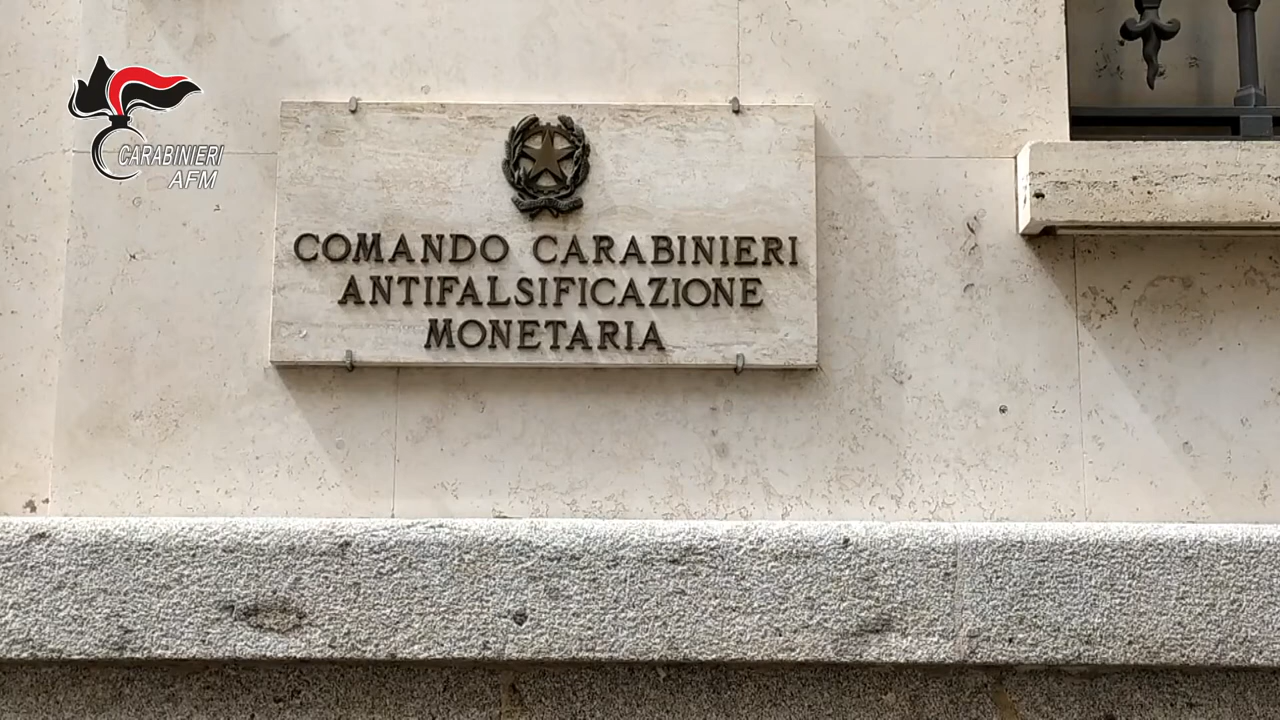 CARABINIERI
AFM
COMANDO CARABINIERI
ANTIFALSIFICAZIONE
MONETARIA